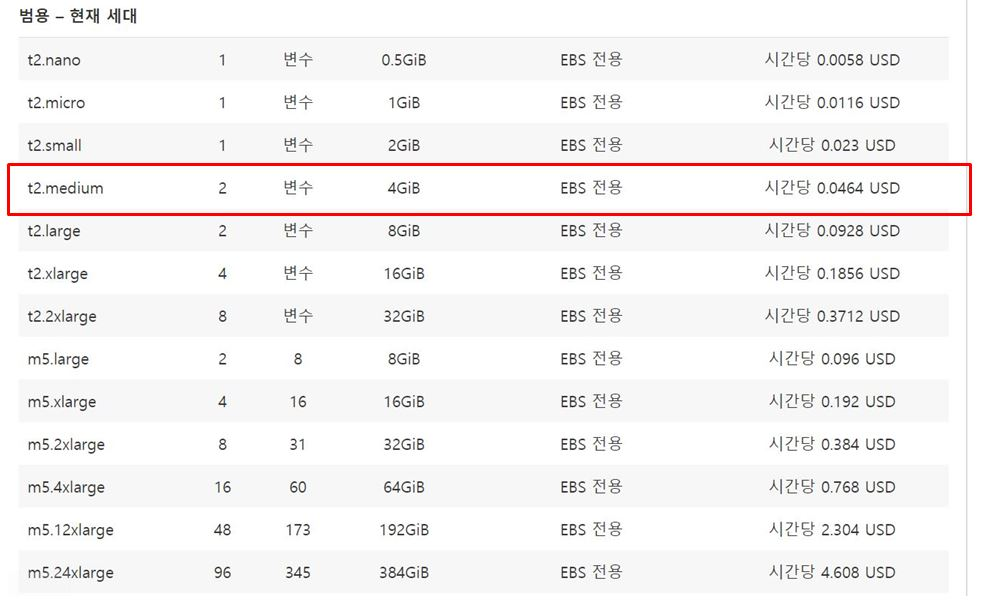 범용 – 현재 세대
t2.nano 1 변수 0.5GiB EBS 전용 시간당 0.0058 USD
t2.micro 1 변수 1GiB EBS 전용 시간당 0.0116 USD
t2.small 1 변수 2GiB EBS 전용 시간당 0.023 USD
t2.medium 2 변수 4GiB EBS 전용 시간당 0.0464 USD
t2.large 2 변수 8GiB EBS 전용 시간당 0.0928 USD
t2.xlarge 4 변수 16GiB EBS 전용 시간당 0.1856 USD
t2.2xlarge 8 변수 32GiB EBS 전용 시간당 0.3712 USD
m5.large 2 8 8GiB EBS 전용 시간당 0.096 USD
m5.xlarge 4 16 16GiB EBS 전용 시간당 0.192 USD
m5.2xlarge 8 31 32GiB EBS 전용 시간당 0.384 USD
m5.4xlarge 16 60 64GiB EBS 전용 시간당 0.768 USD
m5.12xlarge 48 173 192GiB EBS 전용 시간당 2.304 USD
m5.24xlarge 96 345 384GiB EBS 전용 시간당 4.608 USD